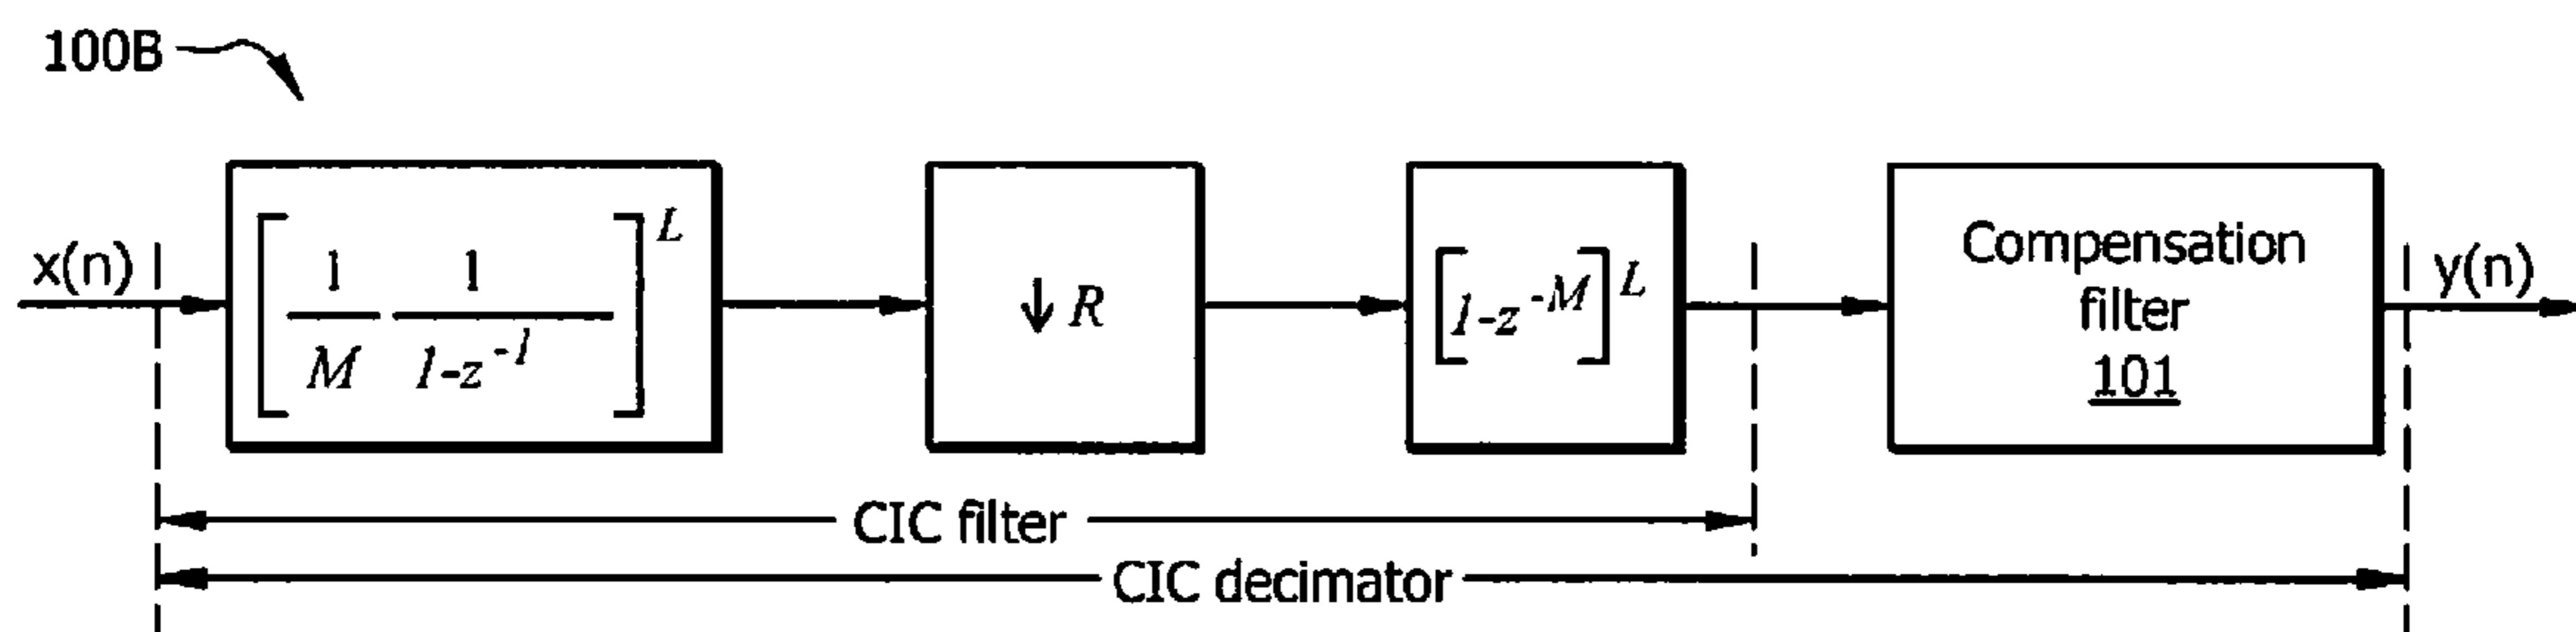 100B
x(n)
[1/M 1/1-z^-1]^L
↓ R
[1-z^-M]^L
Compensation
filter
101
y(n)
CIC filter
CIC decimator